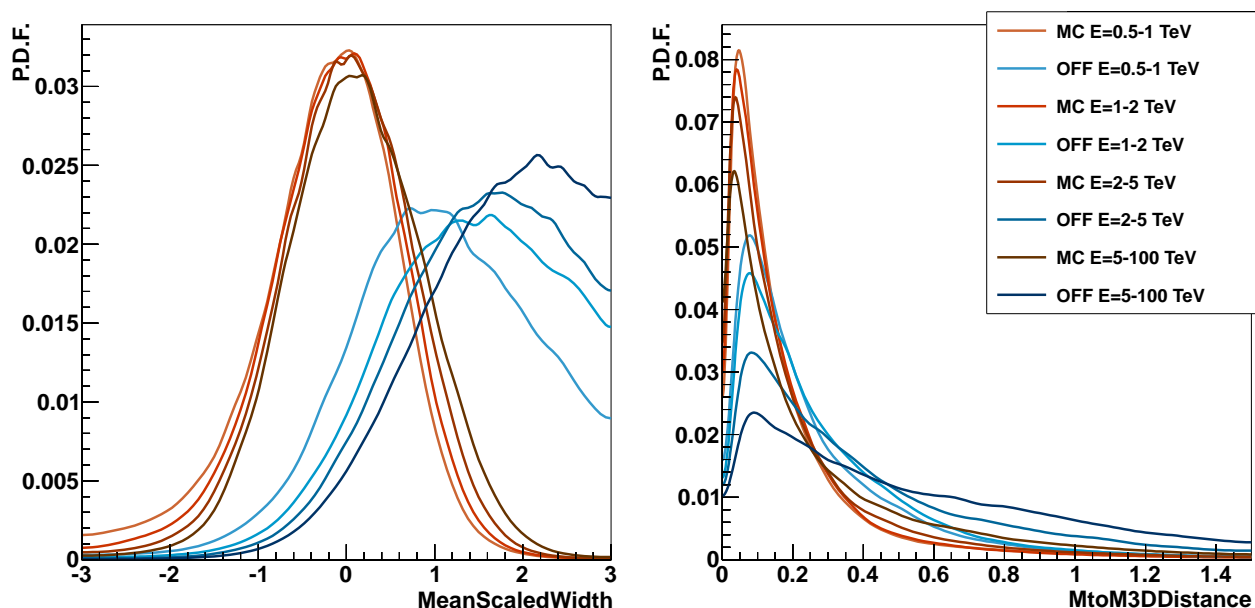 P.D.F.
0.03
0.025
0.02
0.015
0.01
0.005
0
-3 -2 -1 0 1 2 3
MeanScaledWidth
P.D.F.
0.08
0.07
0.06
0.05
0.04
0.03
0.02
0.01
0
0 0.2 0.4 0.6 0.8 1 1.2 1.4
MtoM3DDistance
MC E=0.5-1 TeV
OFF E=0.5-1 TeV
MC E=1-2 TeV
OFF E=1-2 TeV
MC E=2-5 TeV
OFF E=2-5 TeV
MC E=5-100 TeV
OFF E=5-100 TeV